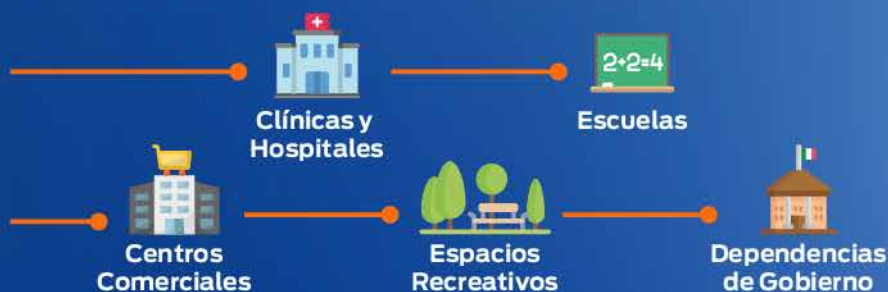 2+2=4
Clínicas y
Hospitales
Escuelas
Centros
Comerciales
Espacios
Recreativos
Dependencias
de Gobierno